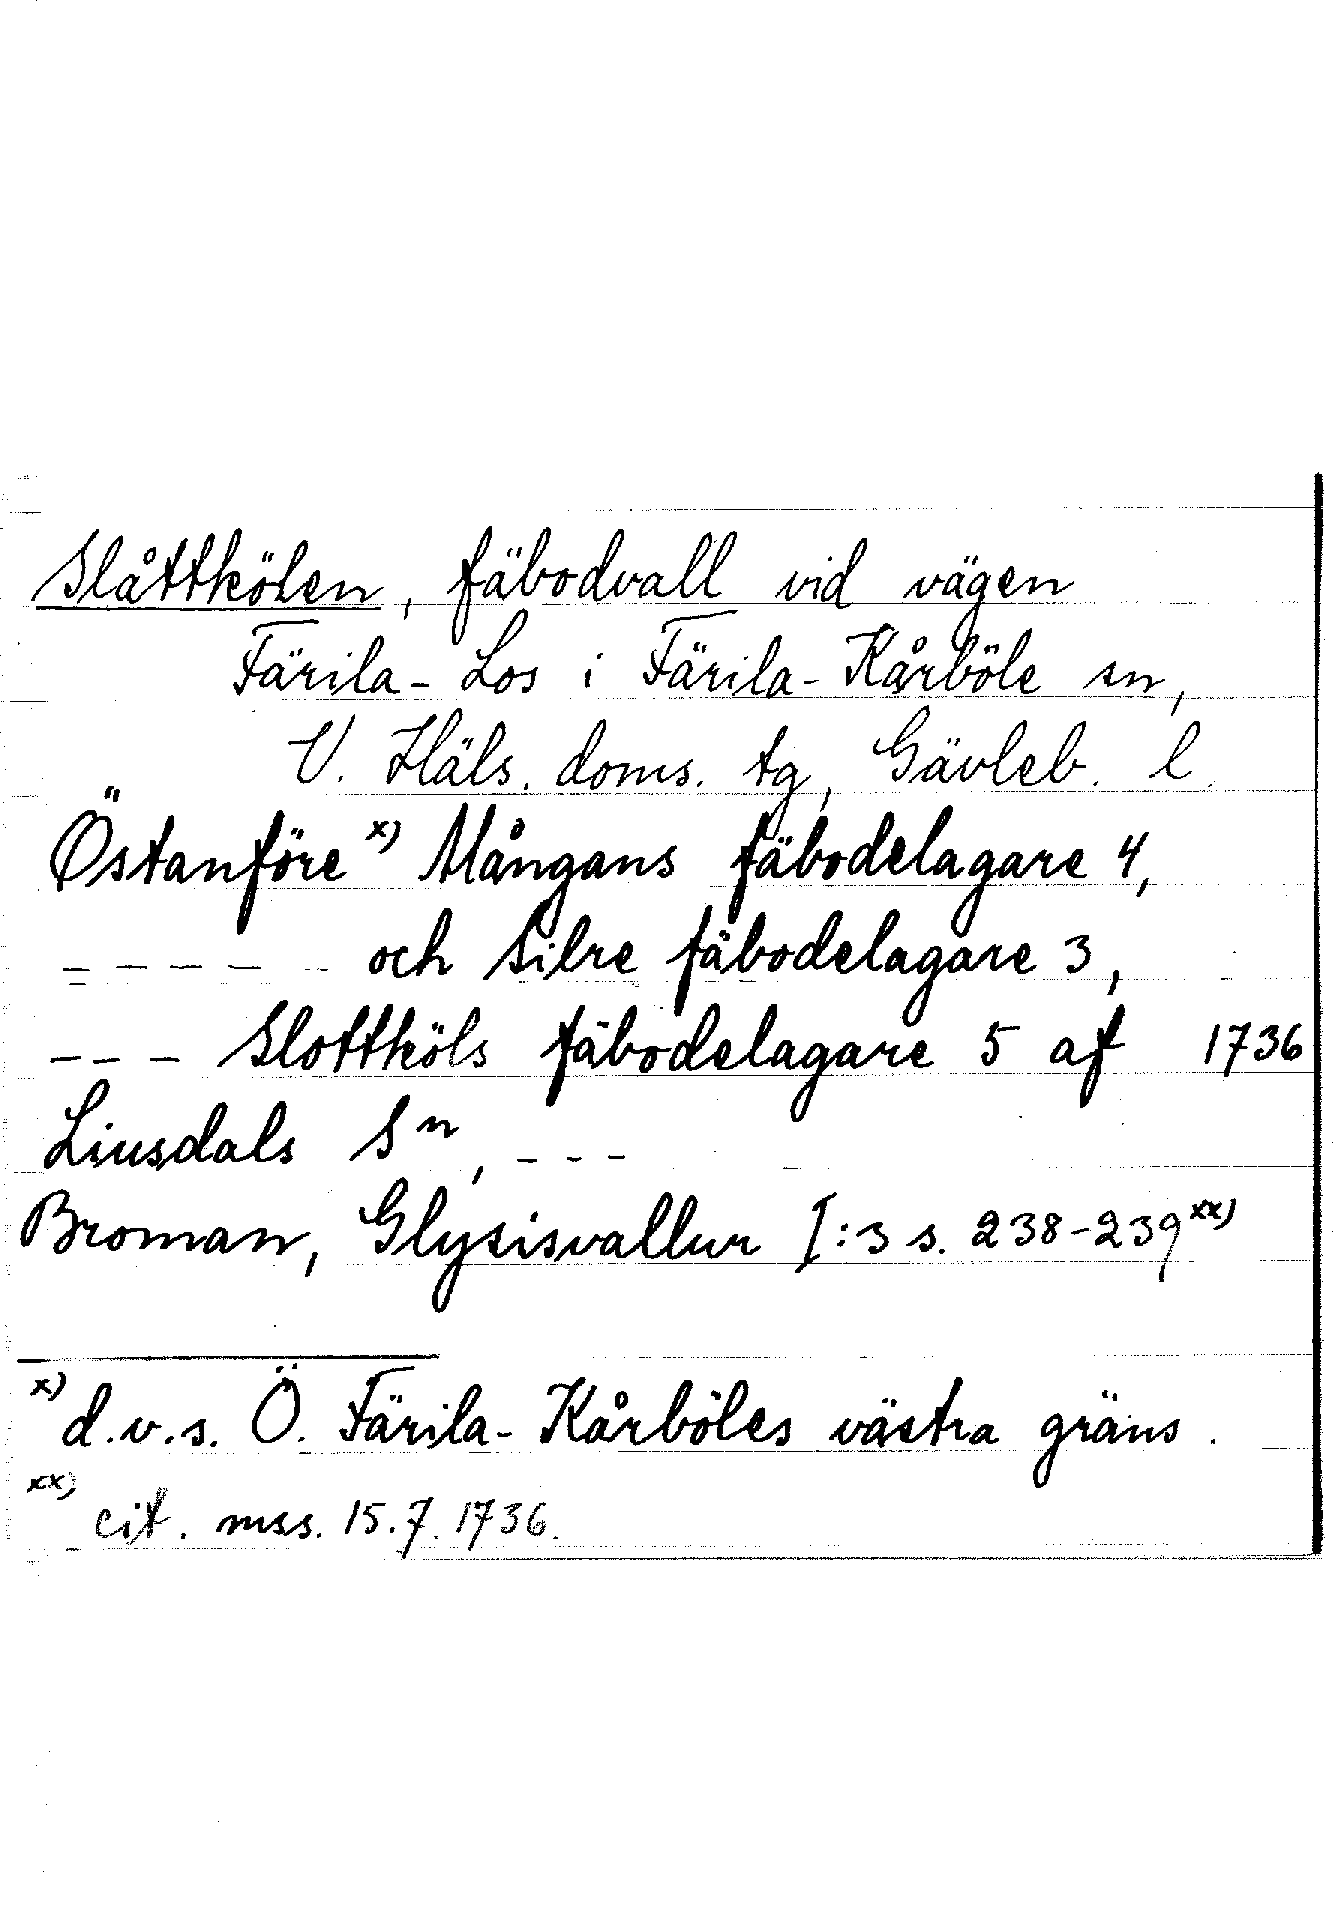 Slåttkölen, fäbodvall vid vägen
Färila - Los i Färila - Kårböle sn,
V. Häls. doms. tg, Gävleb. l.
Östanföre x) Mångans fäbodelagare 4,
- - - - - och Silre fäbodelagare 3,
- - - Slottköls fäbodelagare 5 af 1736
Liusdals Sn, - - -
Broman, Glysisvallur I:3 s. 238-239 xx)
x) d.v.s. Ö. Färila - Kårböles västra gräns.
xx) cit. mss. 15.7.1736.